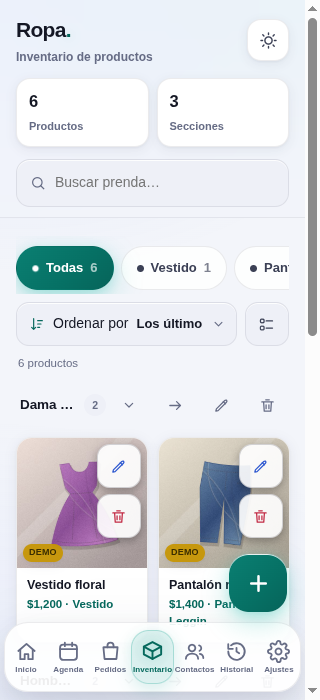 Ropa.
Inventario de productos
6
Productos
3
Secciones
Buscar prenda…
Todas 6
Vestido 1
Pant
Ordenar por Los último
6 productos
Dama ... 2
DEMO
DEMO
Vestido floral
$1,200 · Vestido
Pantalón
$1,400 · Pan
Leggin
Inicio
Agenda
Pedidos
Inventario
Contactos
Historial
Ajustes
Homb... 2